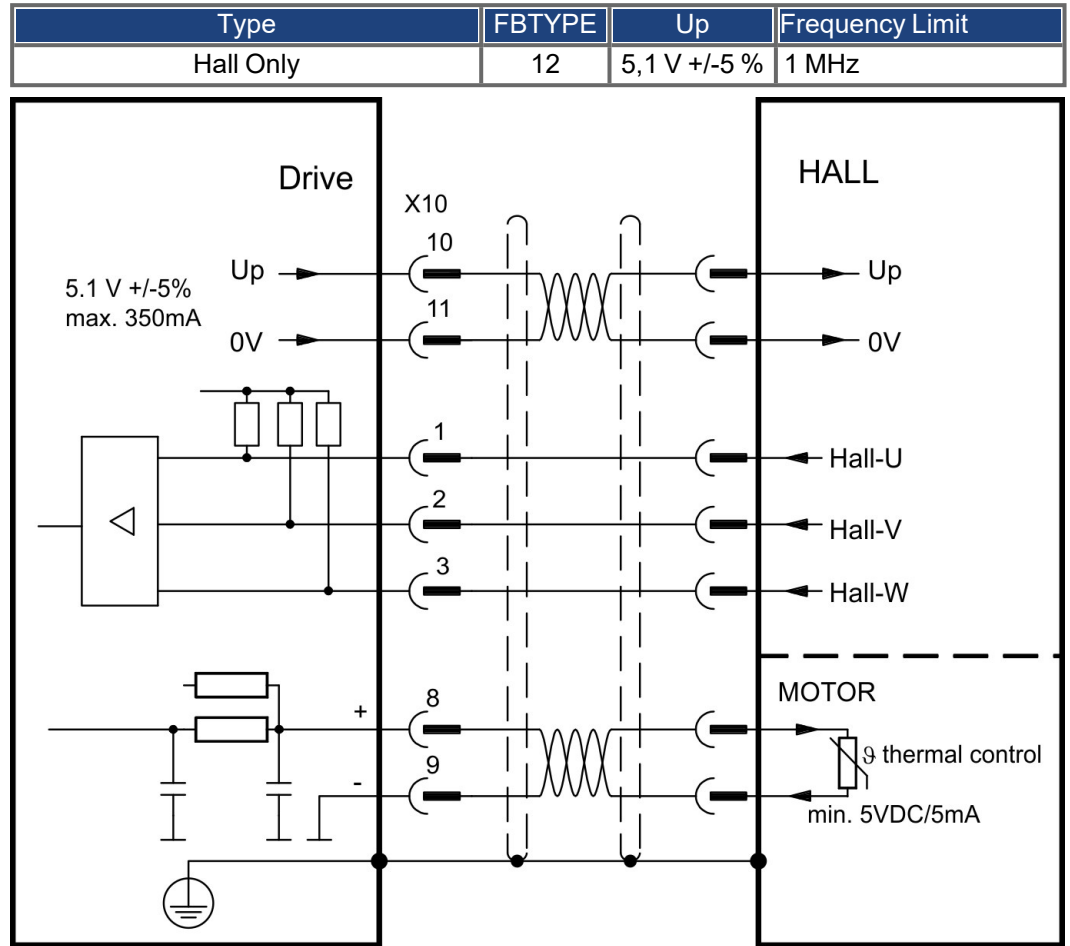 Type FBTYPE Up Frequency Limit
Hall Only 12 5,1 V +/-5 % 1 MHz
Drive
HALL
X10
10
Up
Up
5.1 V +/-5%
max. 350mA
11
0V
0V
1
Hall-U
2
Hall-V
3
Hall-W
MOTOR
8
+
ϑ thermal control
9
-
min. 5VDC/5mA